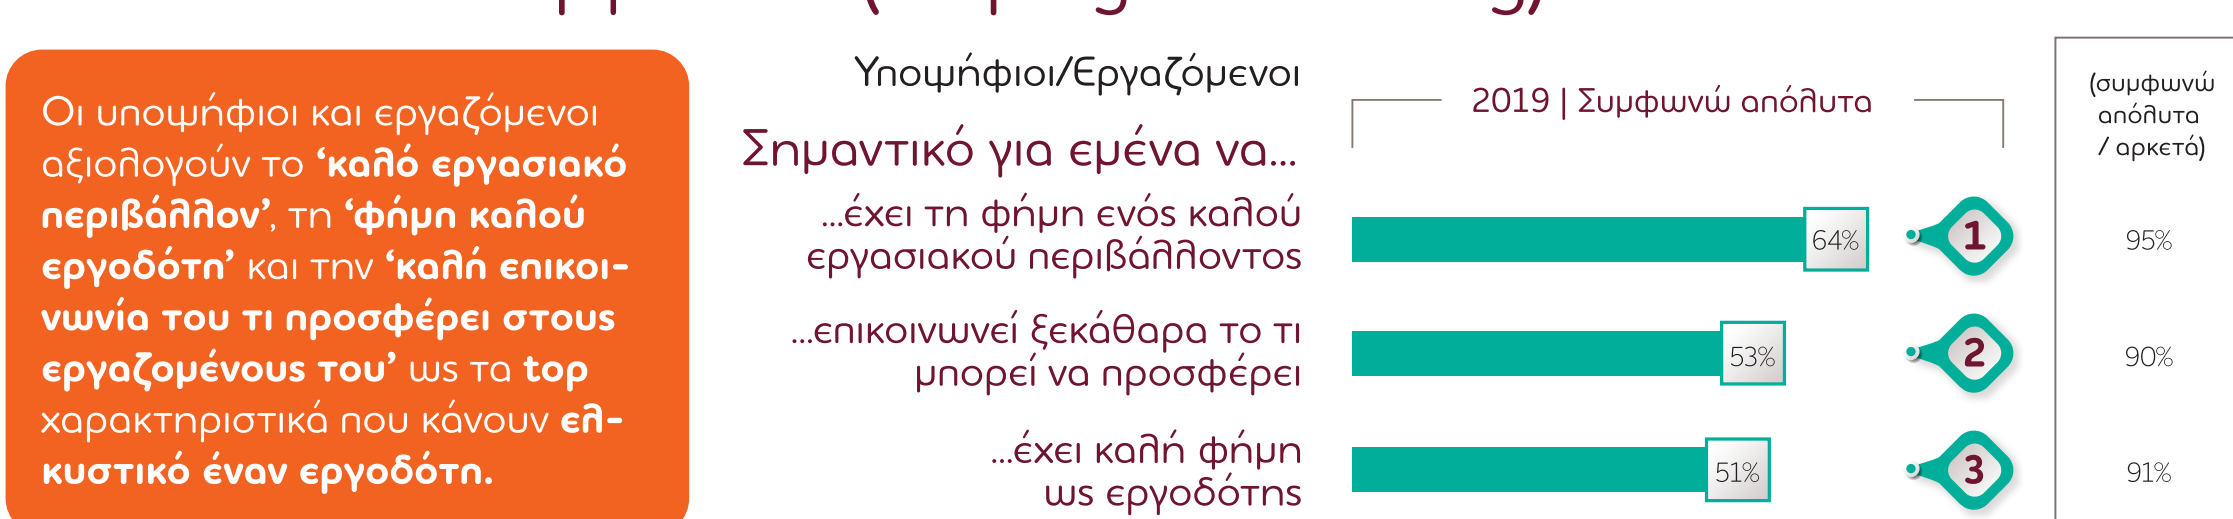 Οι υποψήφιοι και εργαζόμενοι
αξιολογούν το ‘καλό εργασιακό
περιβάλλον’, τη ‘φήμη καλού
εργοδότη’ και την ‘καλή επικοι-
νωνία του τι προσφέρει στους
εργαζομένους του’ ως τα top
χαρακτηριστικά που κάνουν ελ-
κυστικό έναν εργοδότη.
Υποψήφιοι/Εργαζόμενοι
Σημαντικό για εμένα να...
2019 | Συμφωνώ απόλυτα
(συμφωνώ
απόλυτα
/ αρκετά)
...έχει τη φήμη ενός καλού
εργασιακού περιβάλλοντος
64%
1
95%
...επικοινωνεί ξεκάθαρα το τι
μπορεί να προσφέρει
53%
2
90%
...έχει καλή φήμη
ως εργοδότης
51%
3
91%